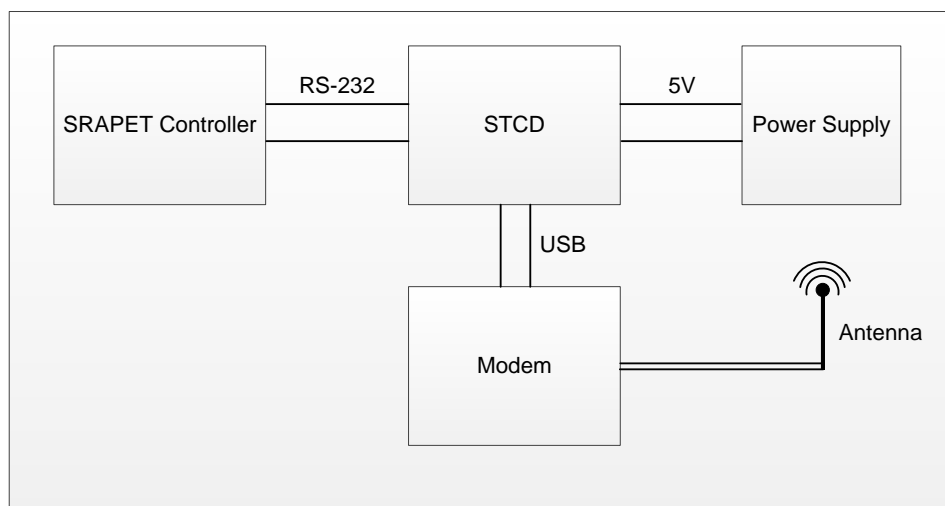 RS-232
5V
SRAPET Controller
STCD
Power Supply
USB
Antenna
Modem